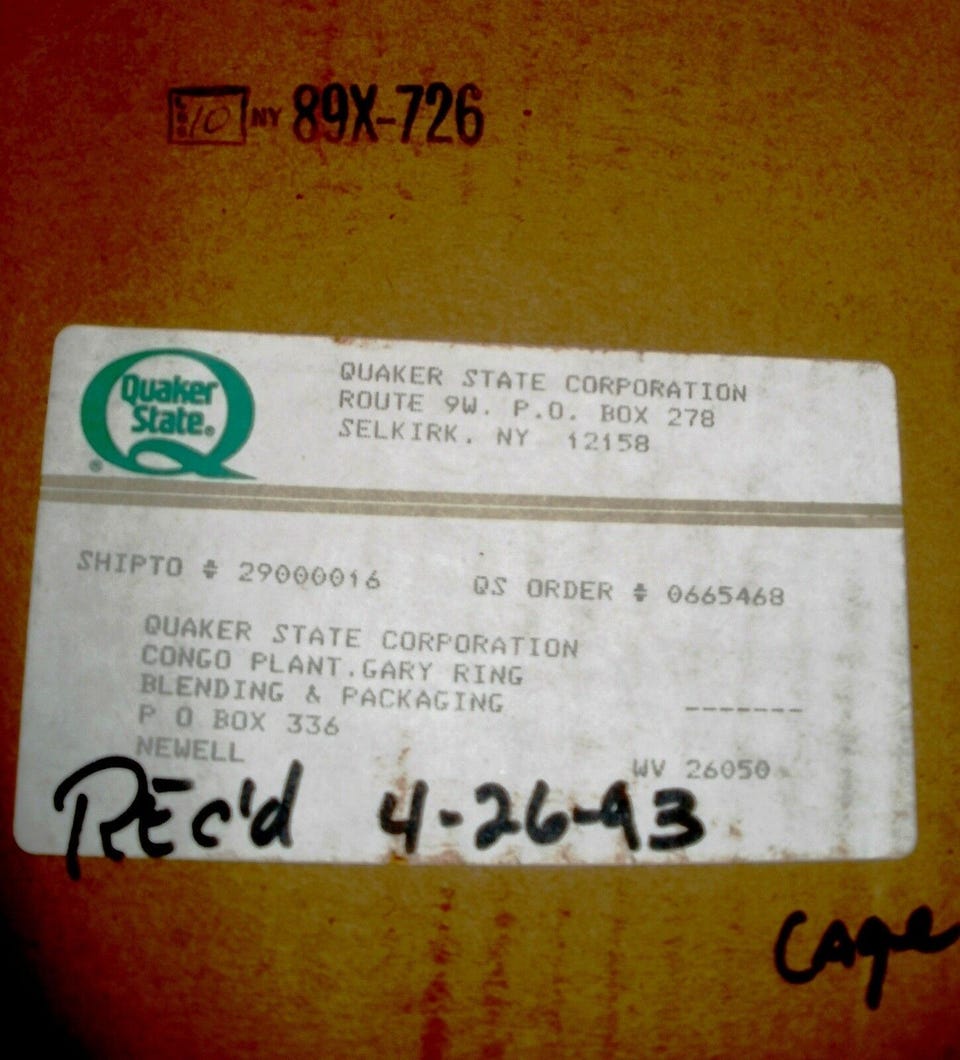 10 NY 89X-726
Quaker
State®
®
QUAKER STATE CORPORATION
ROUTE 9W. P.O. BOX 278
SELKIRK. NY 12158
SHIPTO # 29000016 QS ORDER # 0665468
QUAKER STATE CORPORATION
CONGO PLANT.GARY RING
BLENDING & PACKAGING -------
P O BOX 336
NEWELL WV 26050
REC'd 4-26-93
CAge